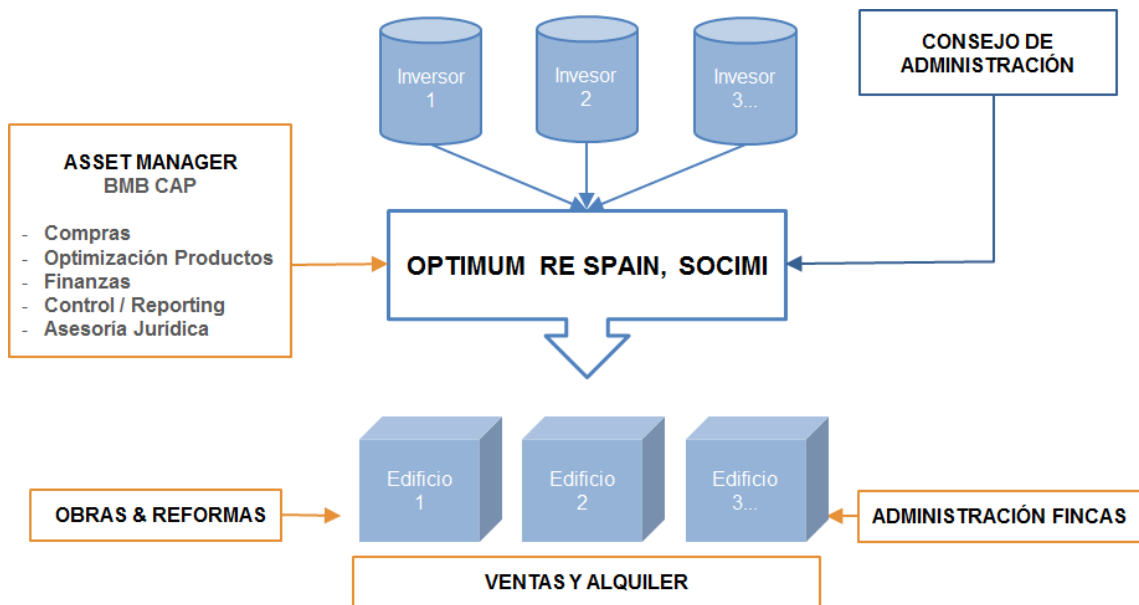 Inversor
1
Invesor
2
Invesor
3...
CONSEJO DE
ADMINISTRACIÓN
ASSET MANAGER
BMB CAP
- Compras
- Optimización Productos
- Finanzas
- Control / Reporting
- Asesoría Jurídica
OPTIMUM RE SPAIN, SOCIMI
Edificio
1
Edificio
2
Edificio
3...
OBRAS & REFORMAS
ADMINISTRACIÓN FINCAS
VENTAS Y ALQUILER